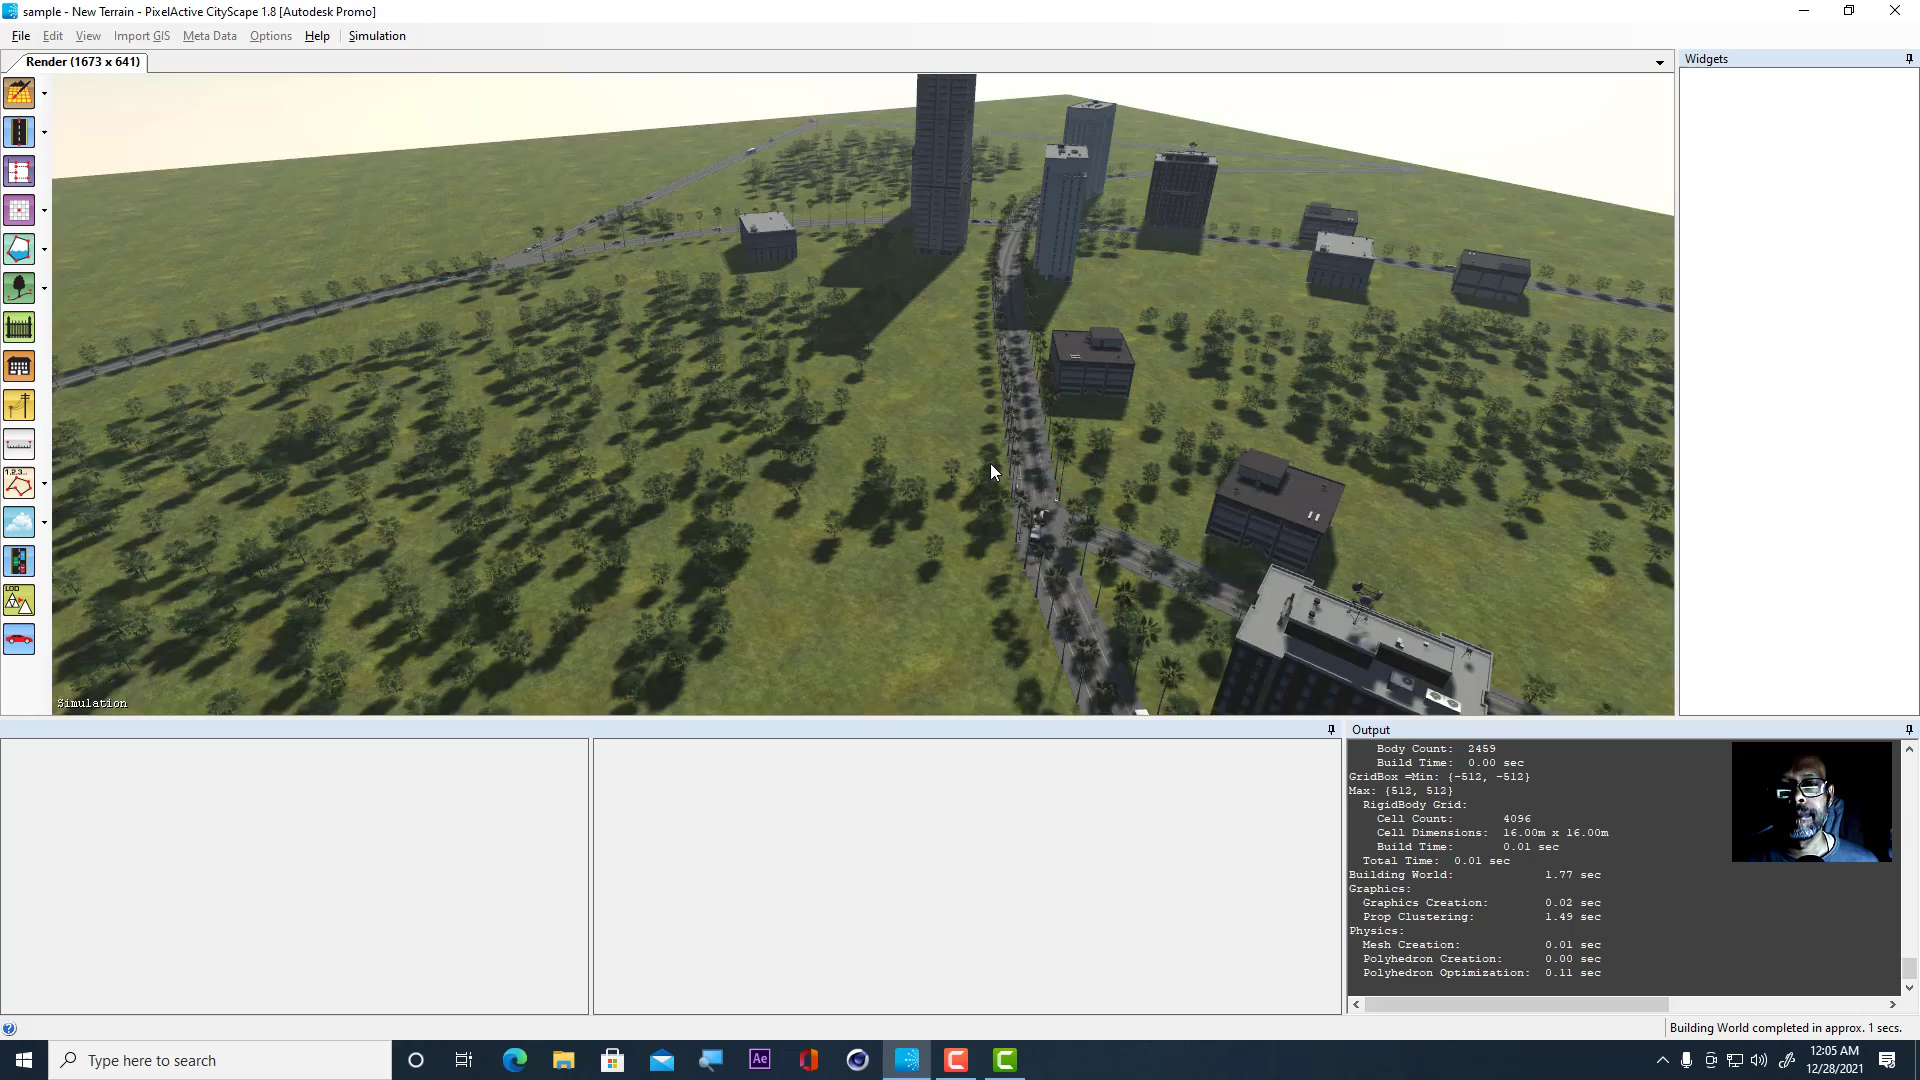 sample - New Terrain - PixelActive CityScape 1.8 [Autodesk Promo]
File Edit View Import GIS Meta Data Options Help Simulation
Render (1673 x 641)
Widgets
1,2,3...
LOD
Simulation
Output
Body Count: 2459
Build Time: 0.00 sec
GridBox =Min: {-512, -512}
Max: {512, 512}
RigidBody Grid:
Cell Count: 4096
Cell Dimensions: 16.00m x 16.00m
Build Time: 0.01 sec
Total Time: 0.01 sec
Building World: 1.77 sec
Graphics:
Graphics Creation: 0.02 sec
Prop Clustering: 1.49 sec
Physics:
Mesh Creation: 0.01 sec
Polyhedron Creation: 0.00 sec
Polyhedron Optimization: 0.11 sec
Building World completed in approx. 1 secs.
Type here to search
Ae
12:05 AM
12/28/2021